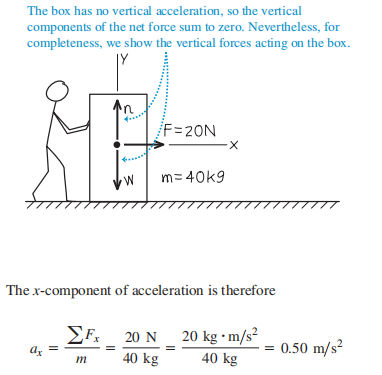 The box has no vertical acceleration, so the vertical
components of the net force sum to zero. Nevertheless, for
completeness, we show the vertical forces acting on the box.
Y
n
F=20N
X
W
m=40kg
The x-component of acceleration is therefore
aₓ = ∑Fₓ / m = 20 N / 40 kg = 20 kg · m/s² / 40 kg = 0.50 m/s²